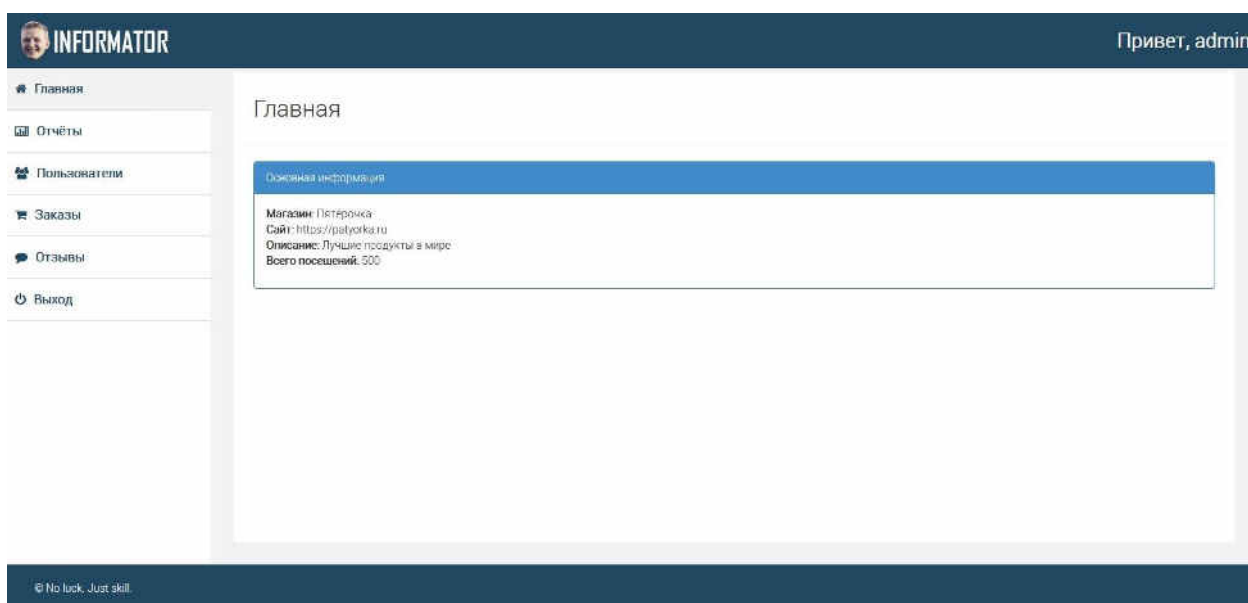 INFORMATOR
Привет, admin
Главная
Отчёты
Пользователи
Заказы
Отзывы
Выход
Главная
Основная информация
Магазин: Пятёрочка
Сайт: https://patyorka.ru
Описание: Лучшие продукты в мире
Всего посещений: 500
© No luck. Just skill.